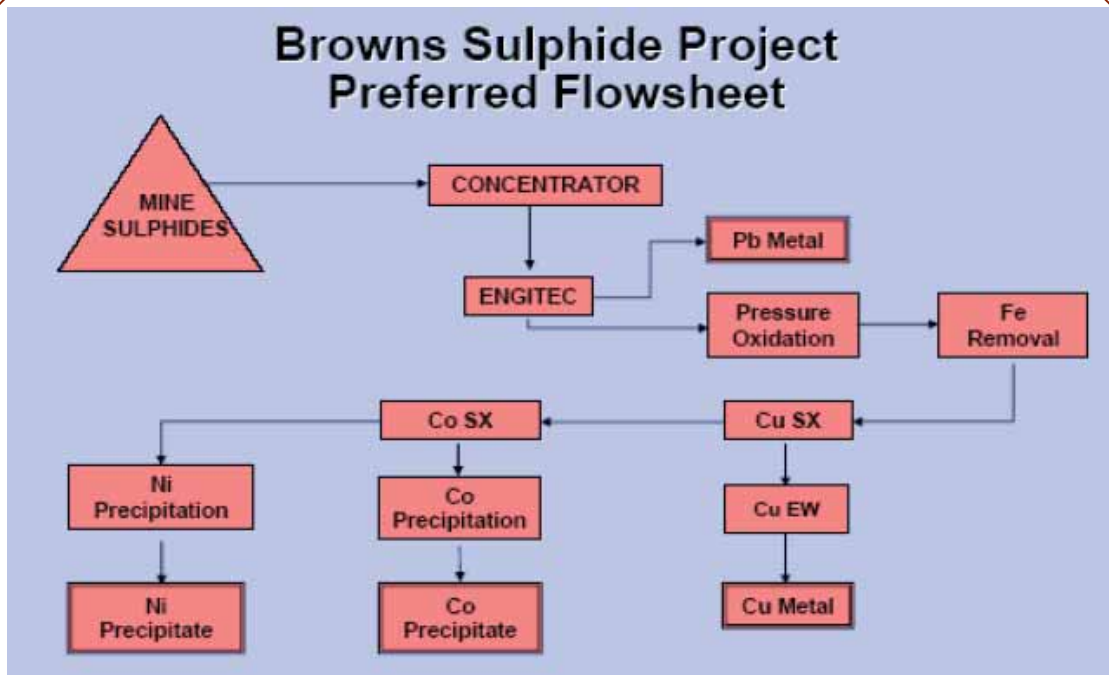 Browns Sulphide Project
Preferred Flowsheet
MINE
SULPHIDES
CONCENTRATOR
Pb Metal
ENGITEC
Pressure
Oxidation
Fe
Removal
Co SX
Cu SX
Ni
Precipitation
Co
Precipitation
Cu EW
Ni
Precipitate
Co
Precipitate
Cu Metal